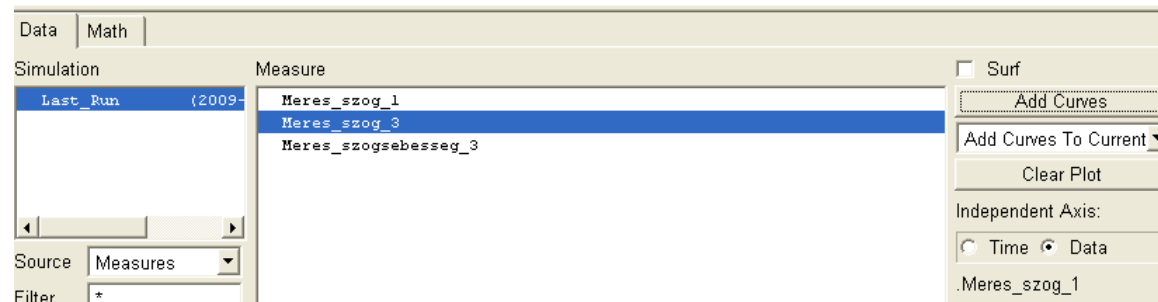 Data Math
Simulation
Last_Run (2009-
Source Measures
Filter *
Measure
Meres_szog_1
Meres_szog_3
Meres_szogsebesseg_3
Surf
Add Curves
Add Curves To Current
Clear Plot
Independent Axis:
Time Data
.Meres_szog_1